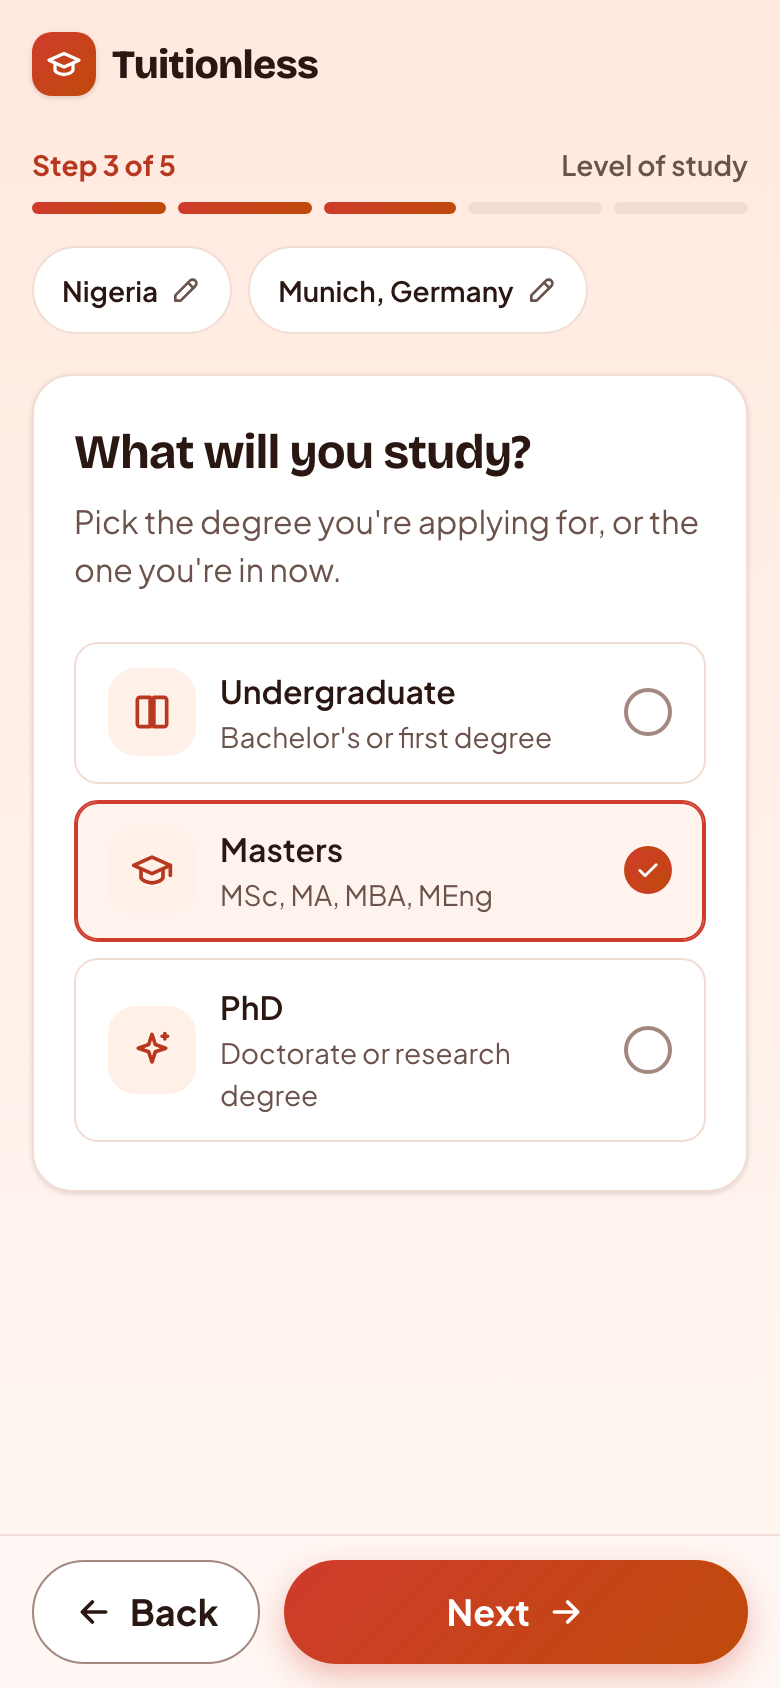 Tuitionless
Step 3 of 5
Level of study
Nigeria
Munich, Germany
What will you study?
Pick the degree you're applying for, or the
one you're in now.
Undergraduate
Bachelor's or first degree
Masters
MSc, MA, MBA, MEng
PhD
Doctorate or research
degree
Back
Next